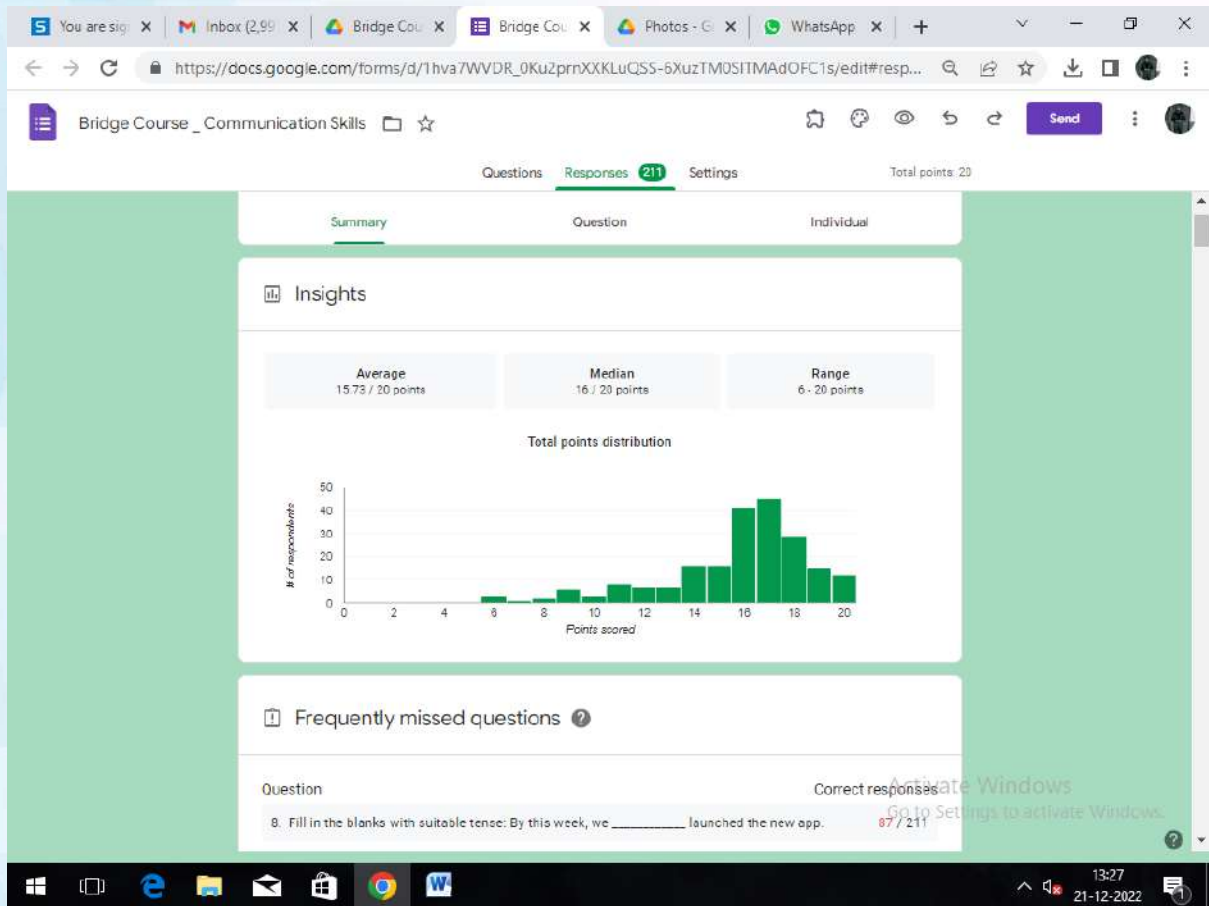 You are sig
Inbox (2,99
Bridge Cou
Bridge Cou
Photos - G
WhatsApp
https://docs.google.com/forms/d/1hva7WVDR_0Ku2prnXXKLuQSS-6XuzTM0SITMAdOFC1s/edit#resp...
Bridge Course _ Communication Skills
Send
Questions Responses 211 Settings Total points: 20
Summary Question Individual
Insights
Average Median Range
15.73 / 20 points 16 / 20 points 6 - 20 points
Total points distribution
50
40
30
20
10
0
# of respondents
0 2 4 6 8 10 12 14 16 18 20
Points scored
Frequently missed questions
Question Correct responses
8. Fill in the blanks with suitable tense: By this week, we ____________ launched the new app. 87 / 211
Activate Windows
Go to Settings to activate Windows.
13:27
21-12-2022
1